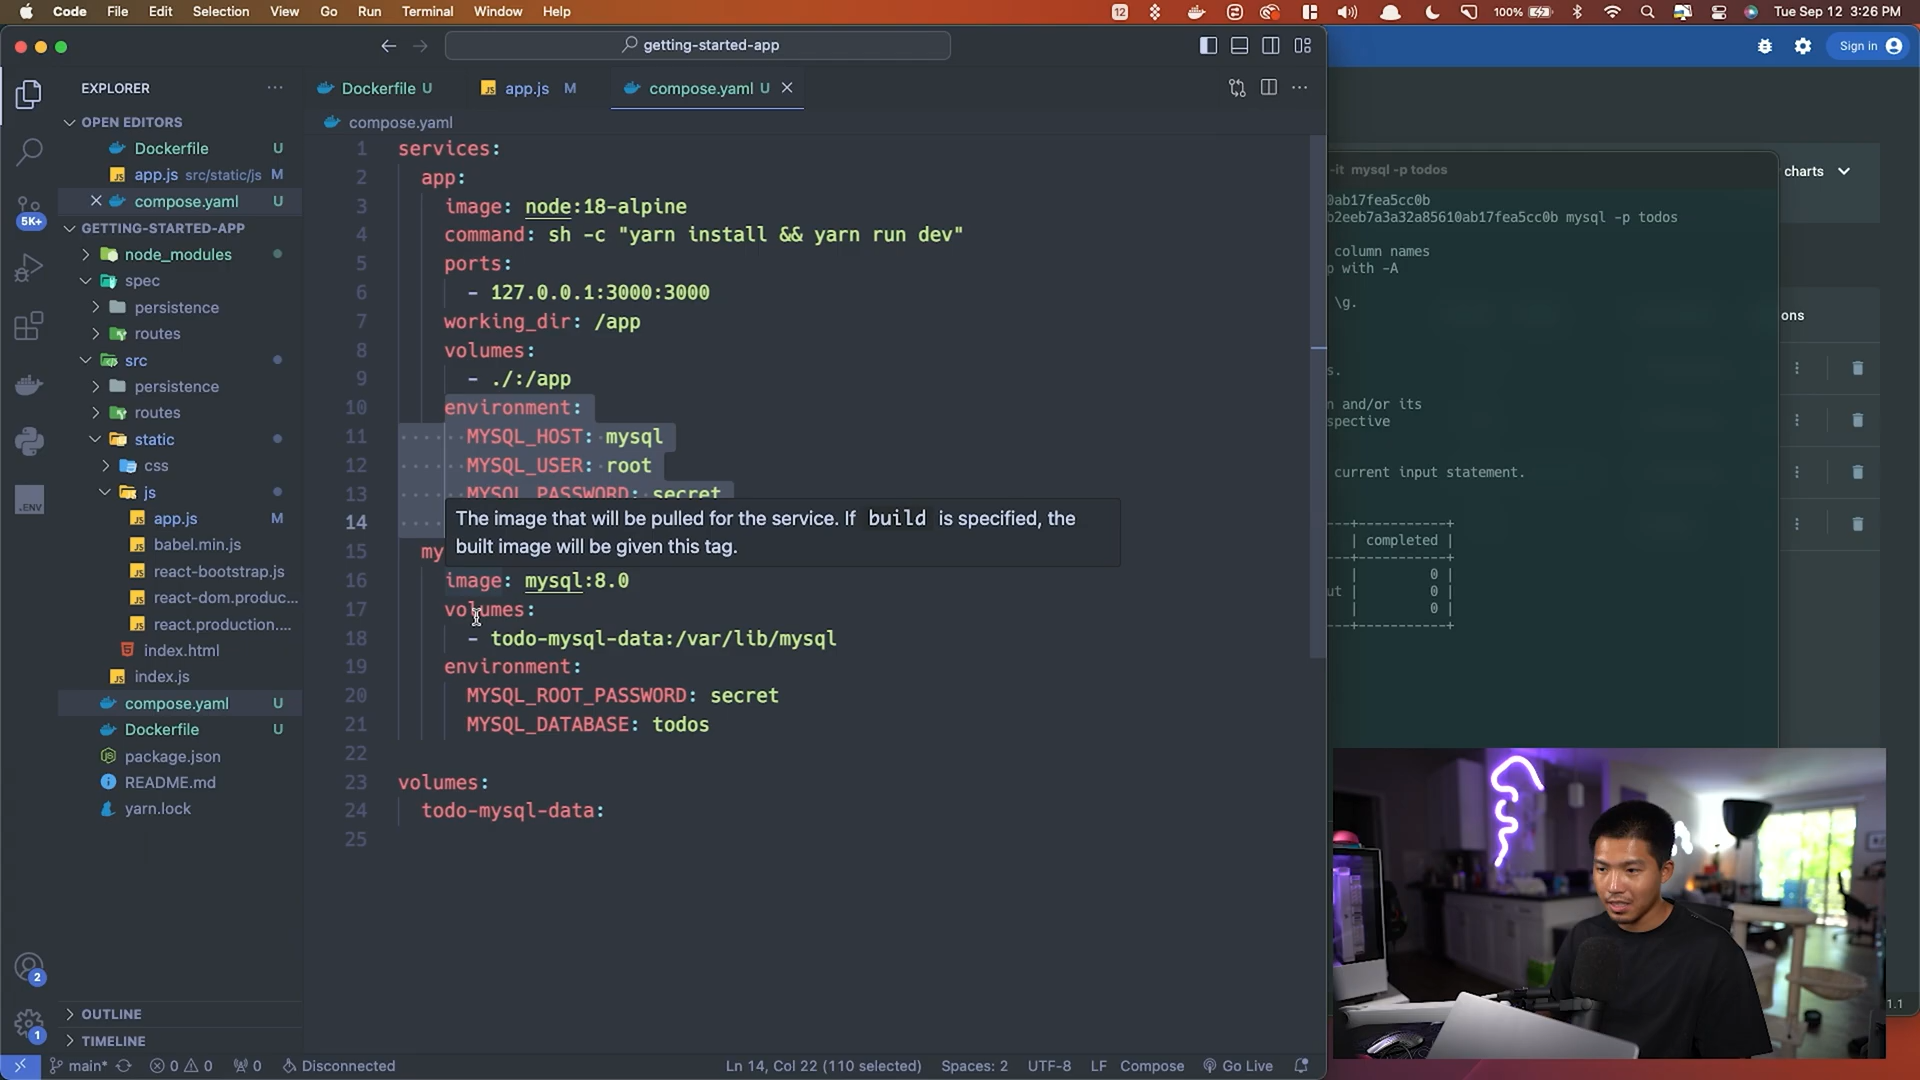 Code File Edit Selection View Go Run Terminal Window Help
12 100% Tue Sep 12 3:26 PM
getting-started-app
Sign in
EXPLORER
OPEN EDITORS
Dockerfile U
app.js src/static/js M
compose.yaml U
5K+
GETTING-STARTED-APP
node_modules
spec
persistence
routes
src
persistence
routes
static
css
js
.ENV
app.js M
babel.min.js
react-bootstrap.js
react-dom.produc...
react.production....
index.html
index.js
compose.yaml U
Dockerfile U
package.json
README.md
yarn.lock
2
OUTLINE
1
TIMELINE
Dockerfile U app.js M compose.yaml U
compose.yaml
1 services:
2 app:
3 image: node:18-alpine
4 command: sh -c "yarn install && yarn run dev"
5 ports:
6 - 127.0.0.1:3000:3000
7 working_dir: /app
8 volumes:
9 - ./:/app
10 environment:
11 ······MYSQL_HOST:·mysql
12 ······MYSQL_USER:·root
13 ······MYSQL_PASSWORD:·secret
14 ····
The image that will be pulled for the service. If build is specified, the
built image will be given this tag.
15 my
16 image: mysql:8.0
17 volumes:
18 - todo-mysql-data:/var/lib/mysql
19 environment:
20 MYSQL_ROOT_PASSWORD: secret
21 MYSQL_DATABASE: todos
22
23 volumes:
24 todo-mysql-data:
25
-it mysql -p todos
0ab17fea5cc0b
b2eeb7a3a32a85610ab17fea5cc0b mysql -p todos
column names
p with -A
\g.
s.
n and/or its
spective
current input statement.
-+-----------+
| completed |
-+-----------+
| 0 |
ut | 0 |
| 0 |
-+-----------+
charts
ons
1.1
main* 0 0 0 Disconnected
Ln 14, Col 22 (110 selected) Spaces: 2 UTF-8 LF Compose Go Live